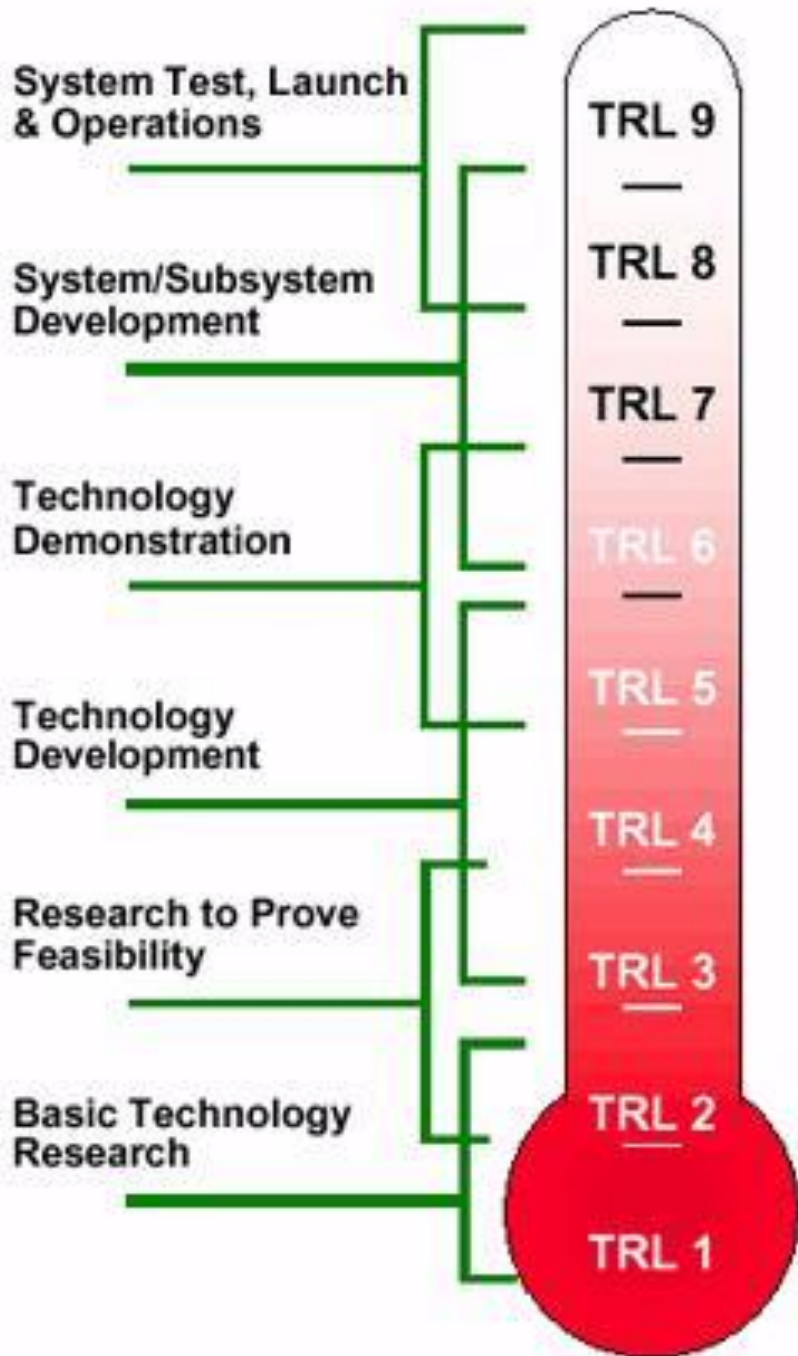 System Test, Launch
& Operations
System/Subsystem
Development
Technology
Demonstration
Technology
Development
Research to Prove
Feasibility
Basic Technology
Research
TRL 9
TRL 8
TRL 7
TRL 6
TRL 5
TRL 4
TRL 3
TRL 2
TRL 1